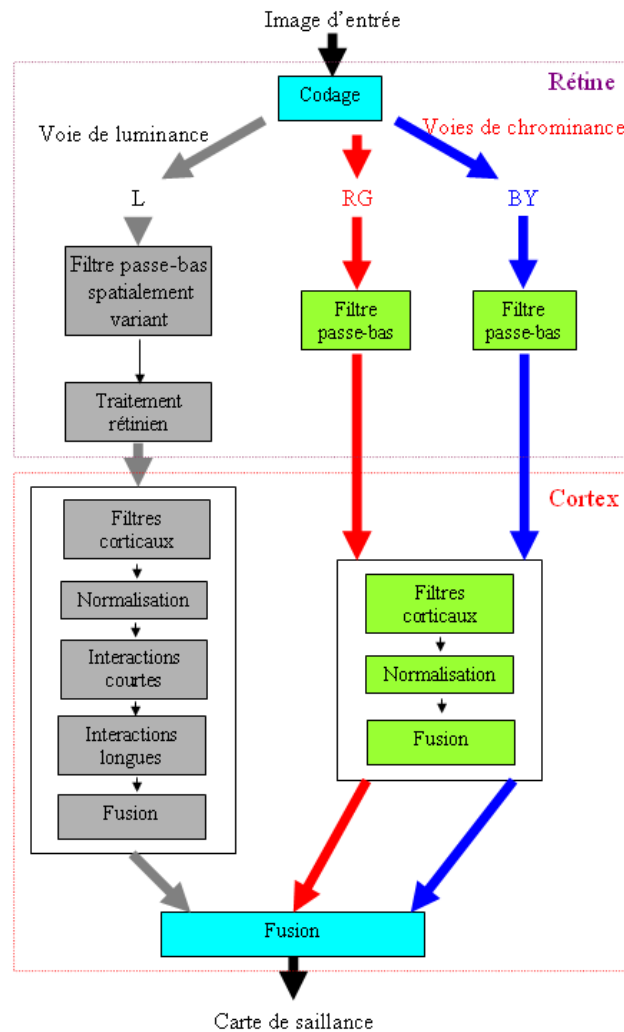 Image d'entrée
Rétine
Codage
Voie de luminance
Voies de chrominance
L
RG
BY
Filtre passe-bas
spatialement
variant
Filtre
passe-bas
Filtre
passe-bas
Traitement
rétinien
Cortex
Filtres
corticaux
Normalisation
Interactions
courtes
Interactions
longues
Fusion
Filtres
corticaux
Normalisation
Fusion
Fusion
Carte de saillance